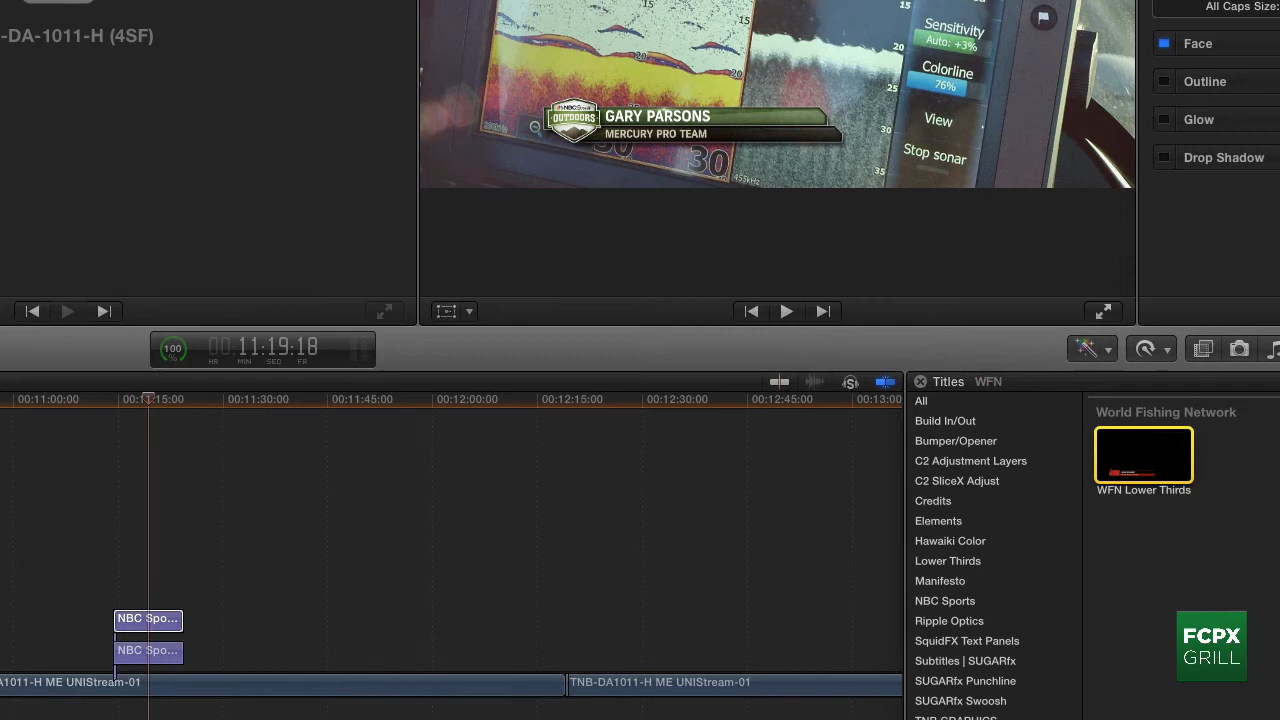 -DA-1011-H (4SF)
15
15
20
20
15
20
25
30
35
Sensitivity
Auto: +3%
Colorline
76%
View
Stop sonar
30
30
455kHz
OUTDOORS
GARY PARSONS
MERCURY PRO TEAM
All Caps Size:
Face
Outline
Glow
Drop Shadow
100
%
00:11:19:18
HR MIN SEC FR
Titles WFN
00:11:00:00
00:11:15:00
00:11:30:00
00:11:45:00
00:12:00:00
00:12:15:00
00:12:30:00
00:12:45:00
00:13:00
All
Build In/Out
Bumper/Opener
C2 Adjustment Layers
C2 SliceX Adjust
Credits
Elements
Hawaiki Color
Lower Thirds
Manifesto
NBC Sports
Ripple Optics
SquidFX Text Panels
Subtitles | SUGARfx
SUGARfx Punchline
SUGARfx Swoosh
TNB GRAPHICS
World Fishing Network
WFN Lower Thirds
NBC Spo...
NBC Spo...
A1011-H ME UNIStream-01
TNB-DA1011-H ME UNIStream-01
FCPX
GRILL